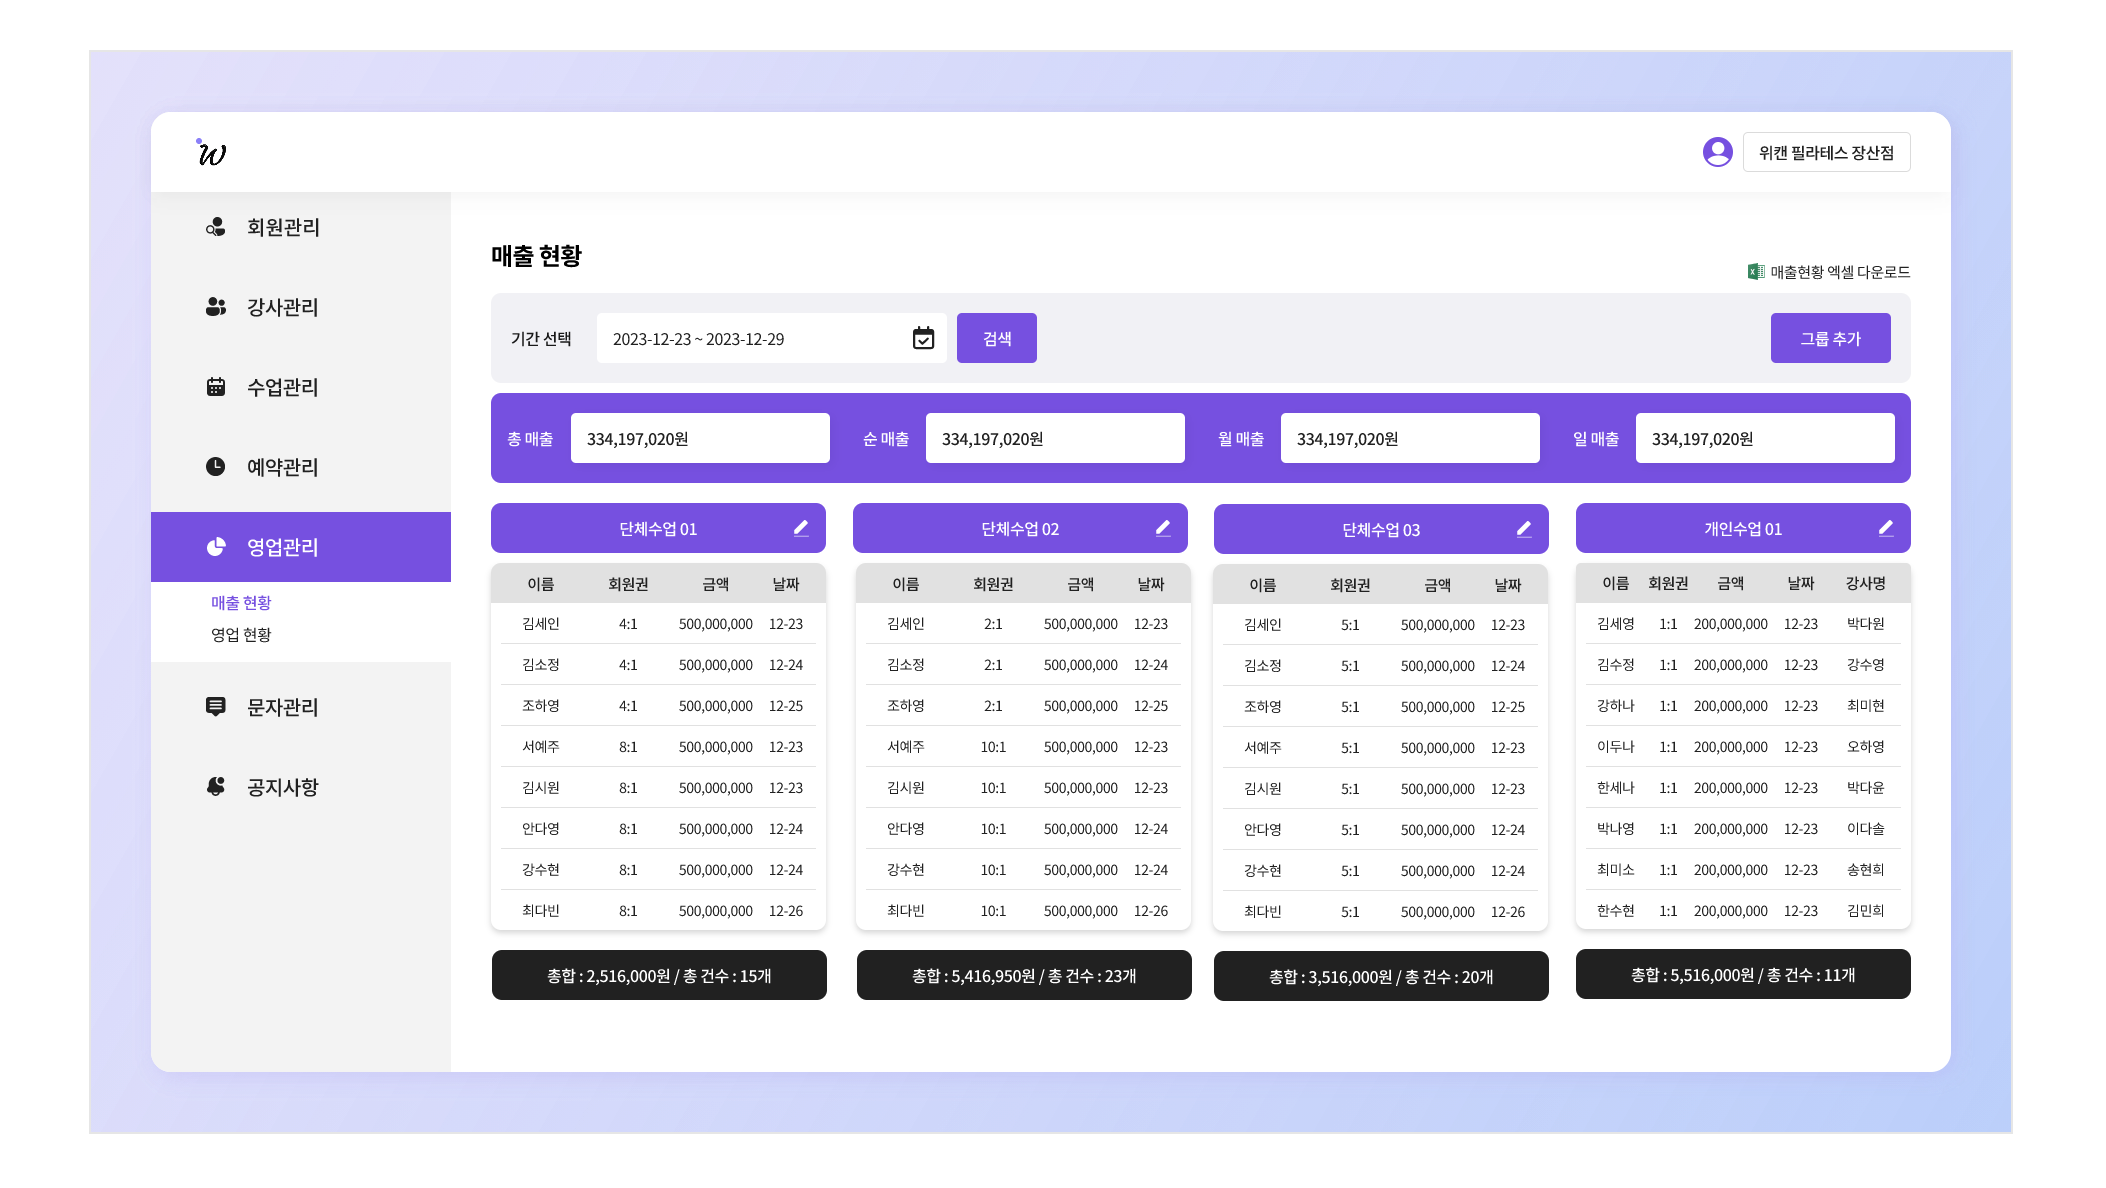 w
위캔 필라테스 장산점
회원관리
강사관리
수업관리
예약관리
영업관리
매출 현황
영업 현황
문자관리
공지사항
매출 현황
매출현황 엑셀 다운로드
기간 선택 2023-12-23 ~ 2023-12-29 검색 그룹 추가
총 매출 334,197,020원 순 매출 334,197,020원 월 매출 334,197,020원 일 매출 334,197,020원
단체수업 01
이름 회원권 금액 날짜
김세인 4:1 500,000,000 12-23
김소정 4:1 500,000,000 12-24
조하영 4:1 500,000,000 12-25
서예주 8:1 500,000,000 12-23
김시원 8:1 500,000,000 12-23
안다영 8:1 500,000,000 12-24
강수현 8:1 500,000,000 12-24
최다빈 8:1 500,000,000 12-26
총합 : 2,516,000원 / 총 건수 : 15개
단체수업 02
이름 회원권 금액 날짜
김세인 2:1 500,000,000 12-23
김소정 2:1 500,000,000 12-24
조하영 2:1 500,000,000 12-25
서예주 10:1 500,000,000 12-23
김시원 10:1 500,000,000 12-23
안다영 10:1 500,000,000 12-24
강수현 10:1 500,000,000 12-24
최다빈 10:1 500,000,000 12-26
총합 : 5,416,950원 / 총 건수 : 23개
단체수업 03
이름 회원권 금액 날짜
김세인 5:1 500,000,000 12-23
김소정 5:1 500,000,000 12-24
조하영 5:1 500,000,000 12-25
서예주 5:1 500,000,000 12-23
김시원 5:1 500,000,000 12-23
안다영 5:1 500,000,000 12-24
강수현 5:1 500,000,000 12-24
최다빈 5:1 500,000,000 12-26
총합 : 3,516,000원 / 총 건수 : 20개
개인수업 01
이름 회원권 금액 날짜 강사명
김세영 1:1 200,000,000 12-23 박다원
김수정 1:1 200,000,000 12-23 강수영
강하나 1:1 200,000,000 12-23 최미현
이두나 1:1 200,000,000 12-23 오하영
한세나 1:1 200,000,000 12-23 박다윤
박나영 1:1 200,000,000 12-23 이다솔
최미소 1:1 200,000,000 12-23 송현희
한수현 1:1 200,000,000 12-23 김민희
총합 : 5,516,000원 / 총 건수 : 11개